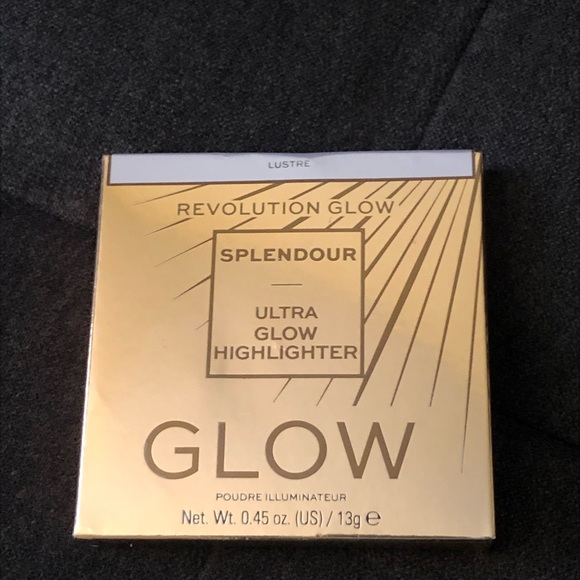 LUSTRE
REVOLUTION GLOW
SPLENDOUR
ULTRA
GLOW
HIGHLIGHTER
GLOW
POUDRE ILLUMINATEUR
Net. Wt. 0.45 oz. (US) / 13g ℮